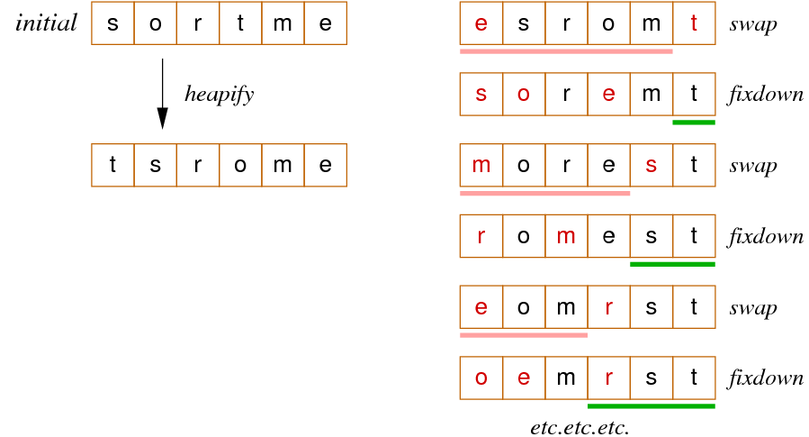 initial s o r t m e
heapify
t s r o m e
e s r o m t swap
s o r e m t fixdown
m o r e s t swap
r o m e s t fixdown
e o m r s t swap
o e m r s t fixdown
etc.etc.etc.